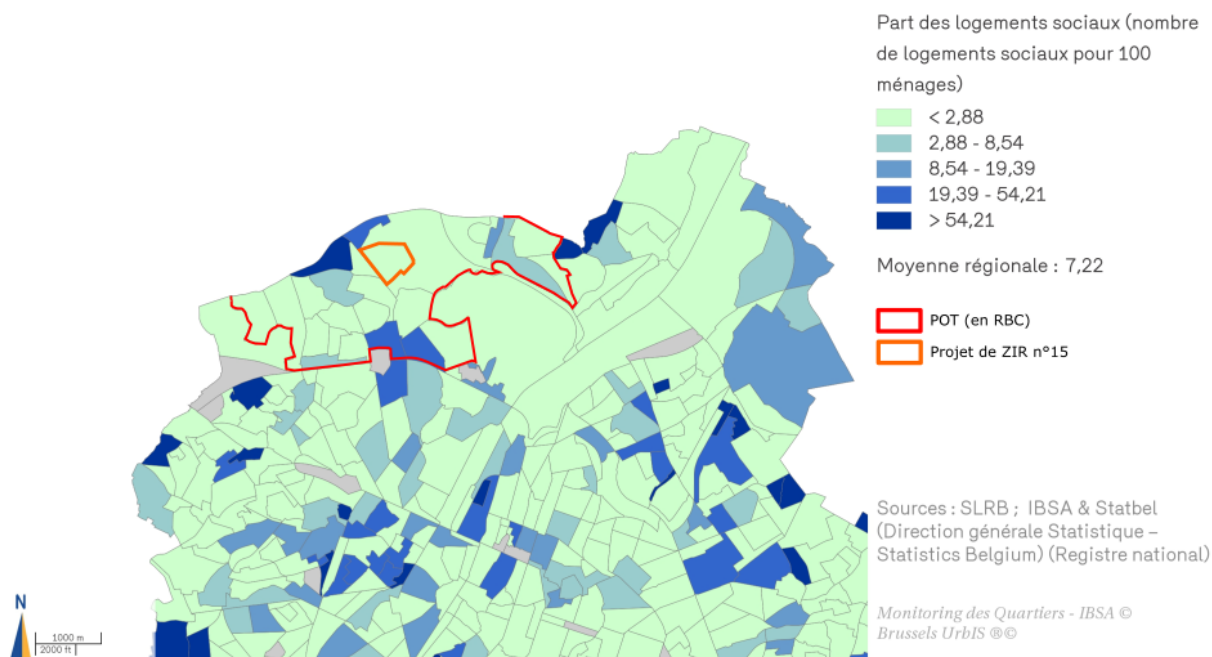 Part des logements sociaux (nombre
de logements sociaux pour 100
ménages)
< 2,88
2,88 - 8,54
8,54 - 19,39
19,39 - 54,21
> 54,21
Moyenne régionale : 7,22
POT (en RBC)
Projet de ZIR n°15
Sources : SLRB ; IBSA & Statbel
(Direction générale Statistique –
Statistics Belgium) (Registre national)
Monitoring des Quartiers - IBSA ©
Brussels UrbIS ®©
N
1000 m
2000 ft